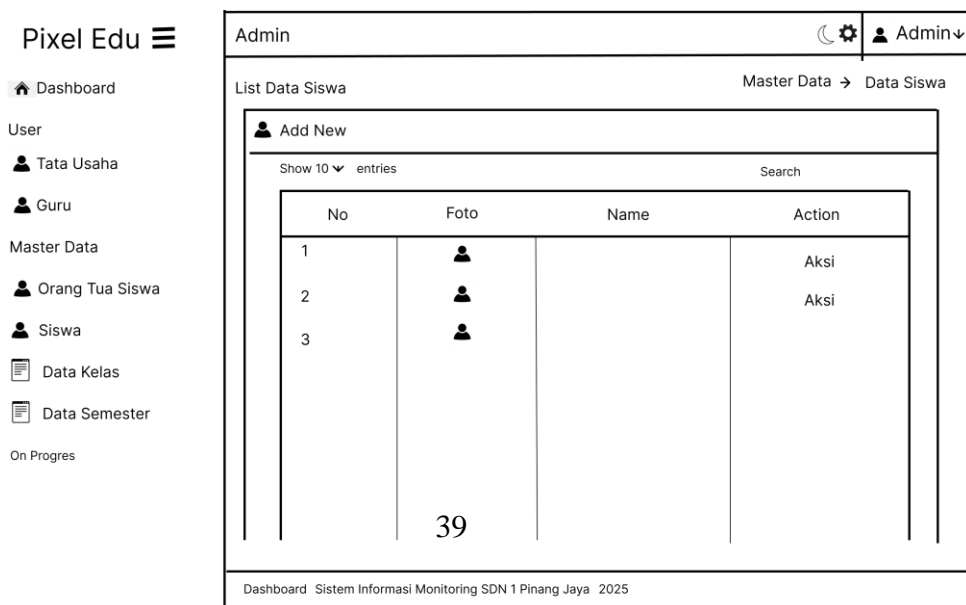 Pixel Edu
Dashboard
User
Tata Usaha
Guru
Master Data
Orang Tua Siswa
Siswa
Data Kelas
Data Semester
On Progres
Admin
Admin
List Data Siswa
Master Data → Data Siswa
Add New
Show 10 entries
Search
No Foto Name Action
1 Aksi
2 Aksi
3
39
Dashboard Sistem Informasi Monitoring SDN 1 Pinang Jaya 2025